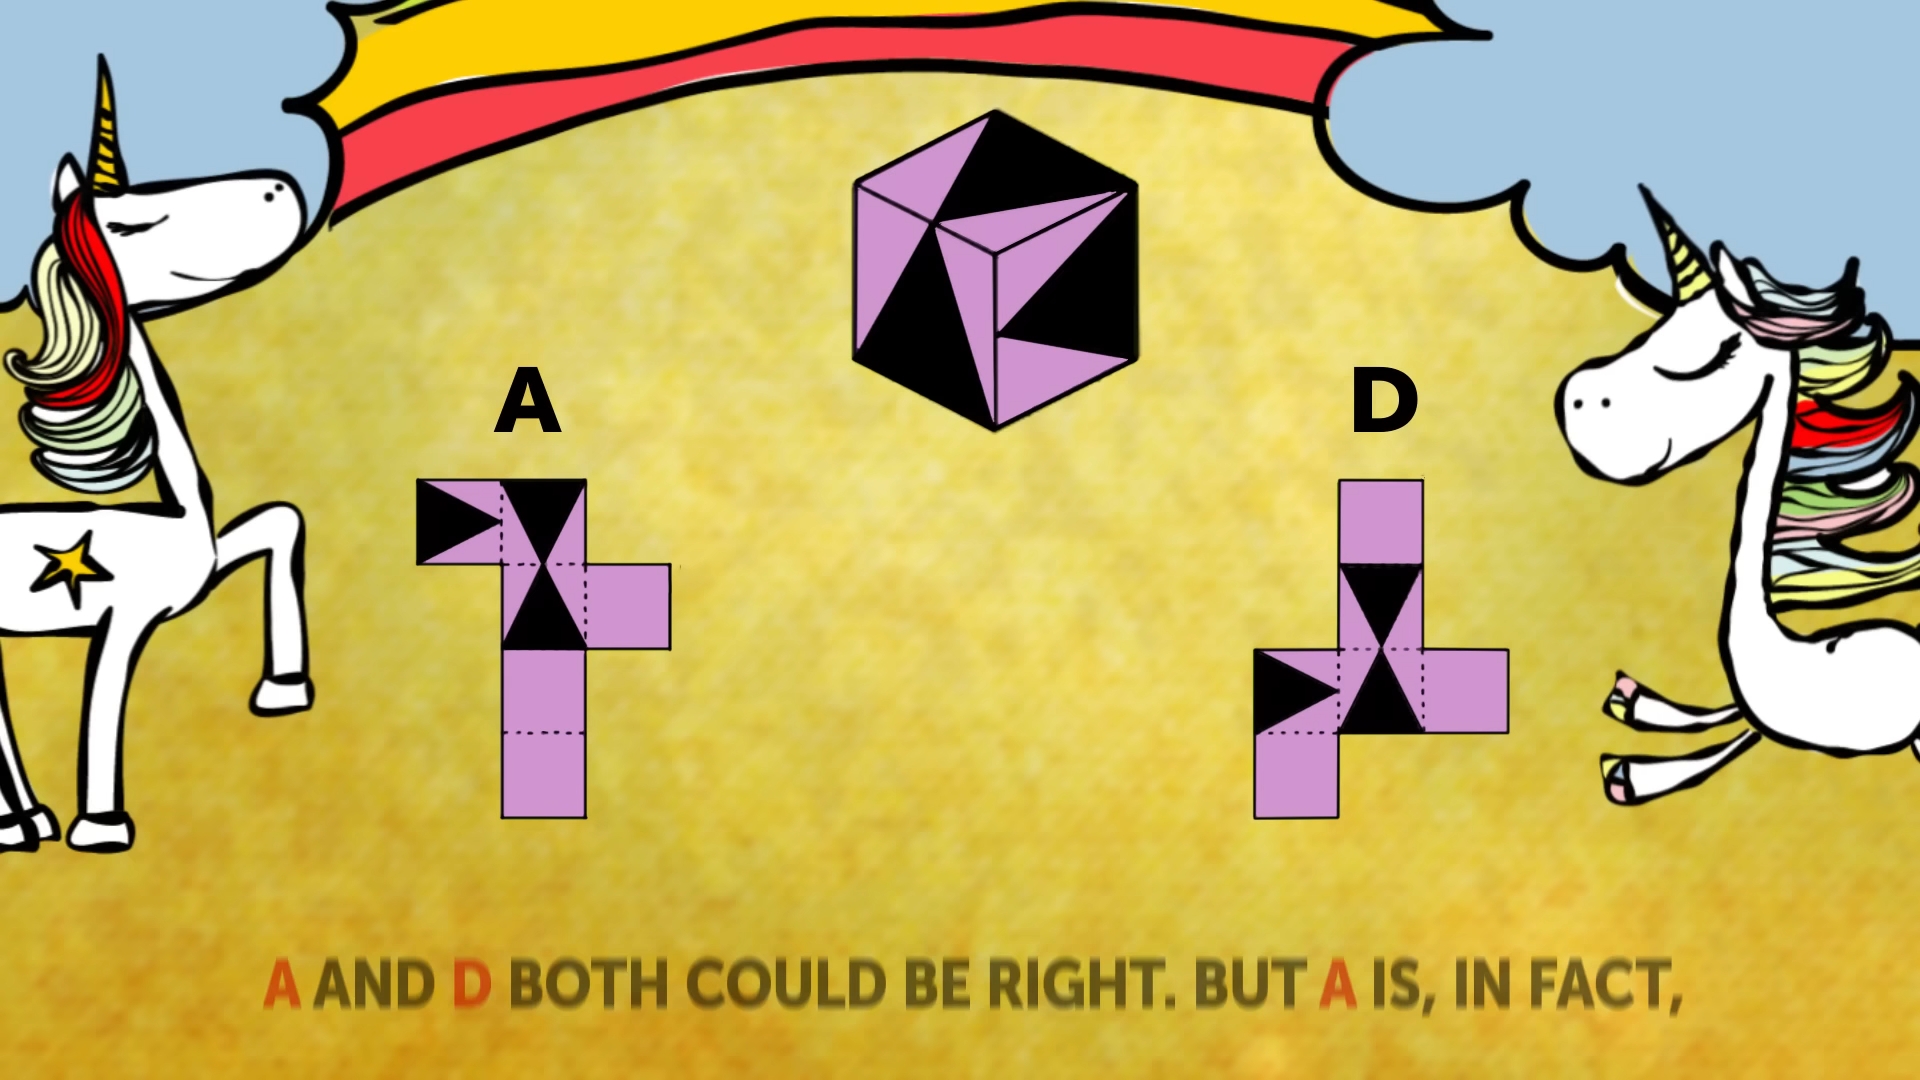 A
D
A AND D BOTH COULD BE RIGHT. BUT A IS, IN FACT,